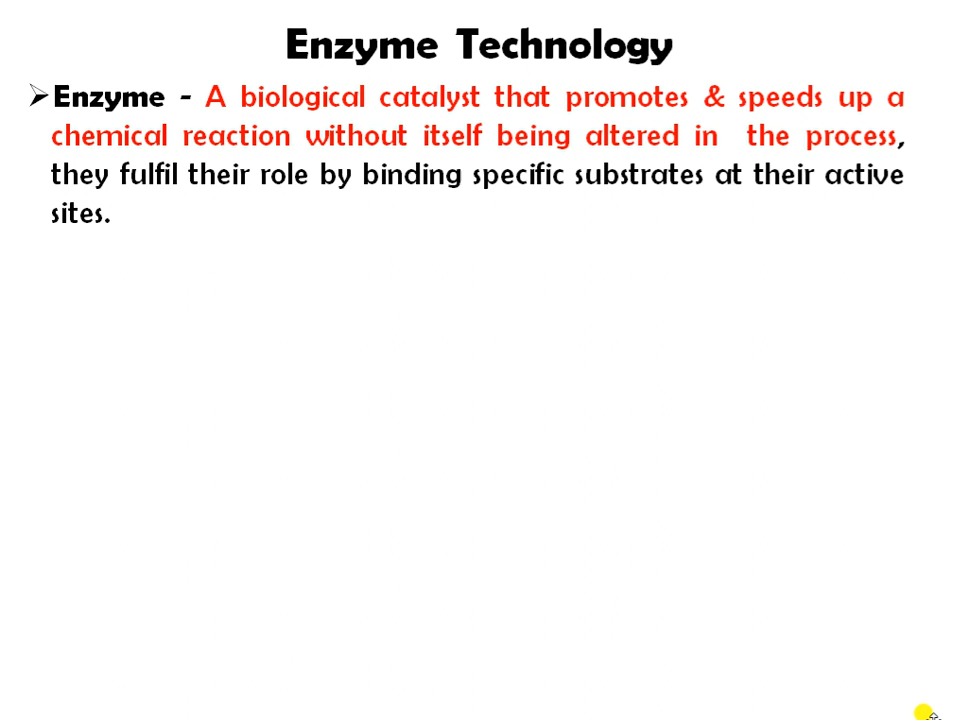 Enzyme Technology
➢Enzyme - A biological catalyst that promotes & speeds up a
chemical reaction without itself being altered in the process,
they fulfil their role by binding specific substrates at their active
sites.